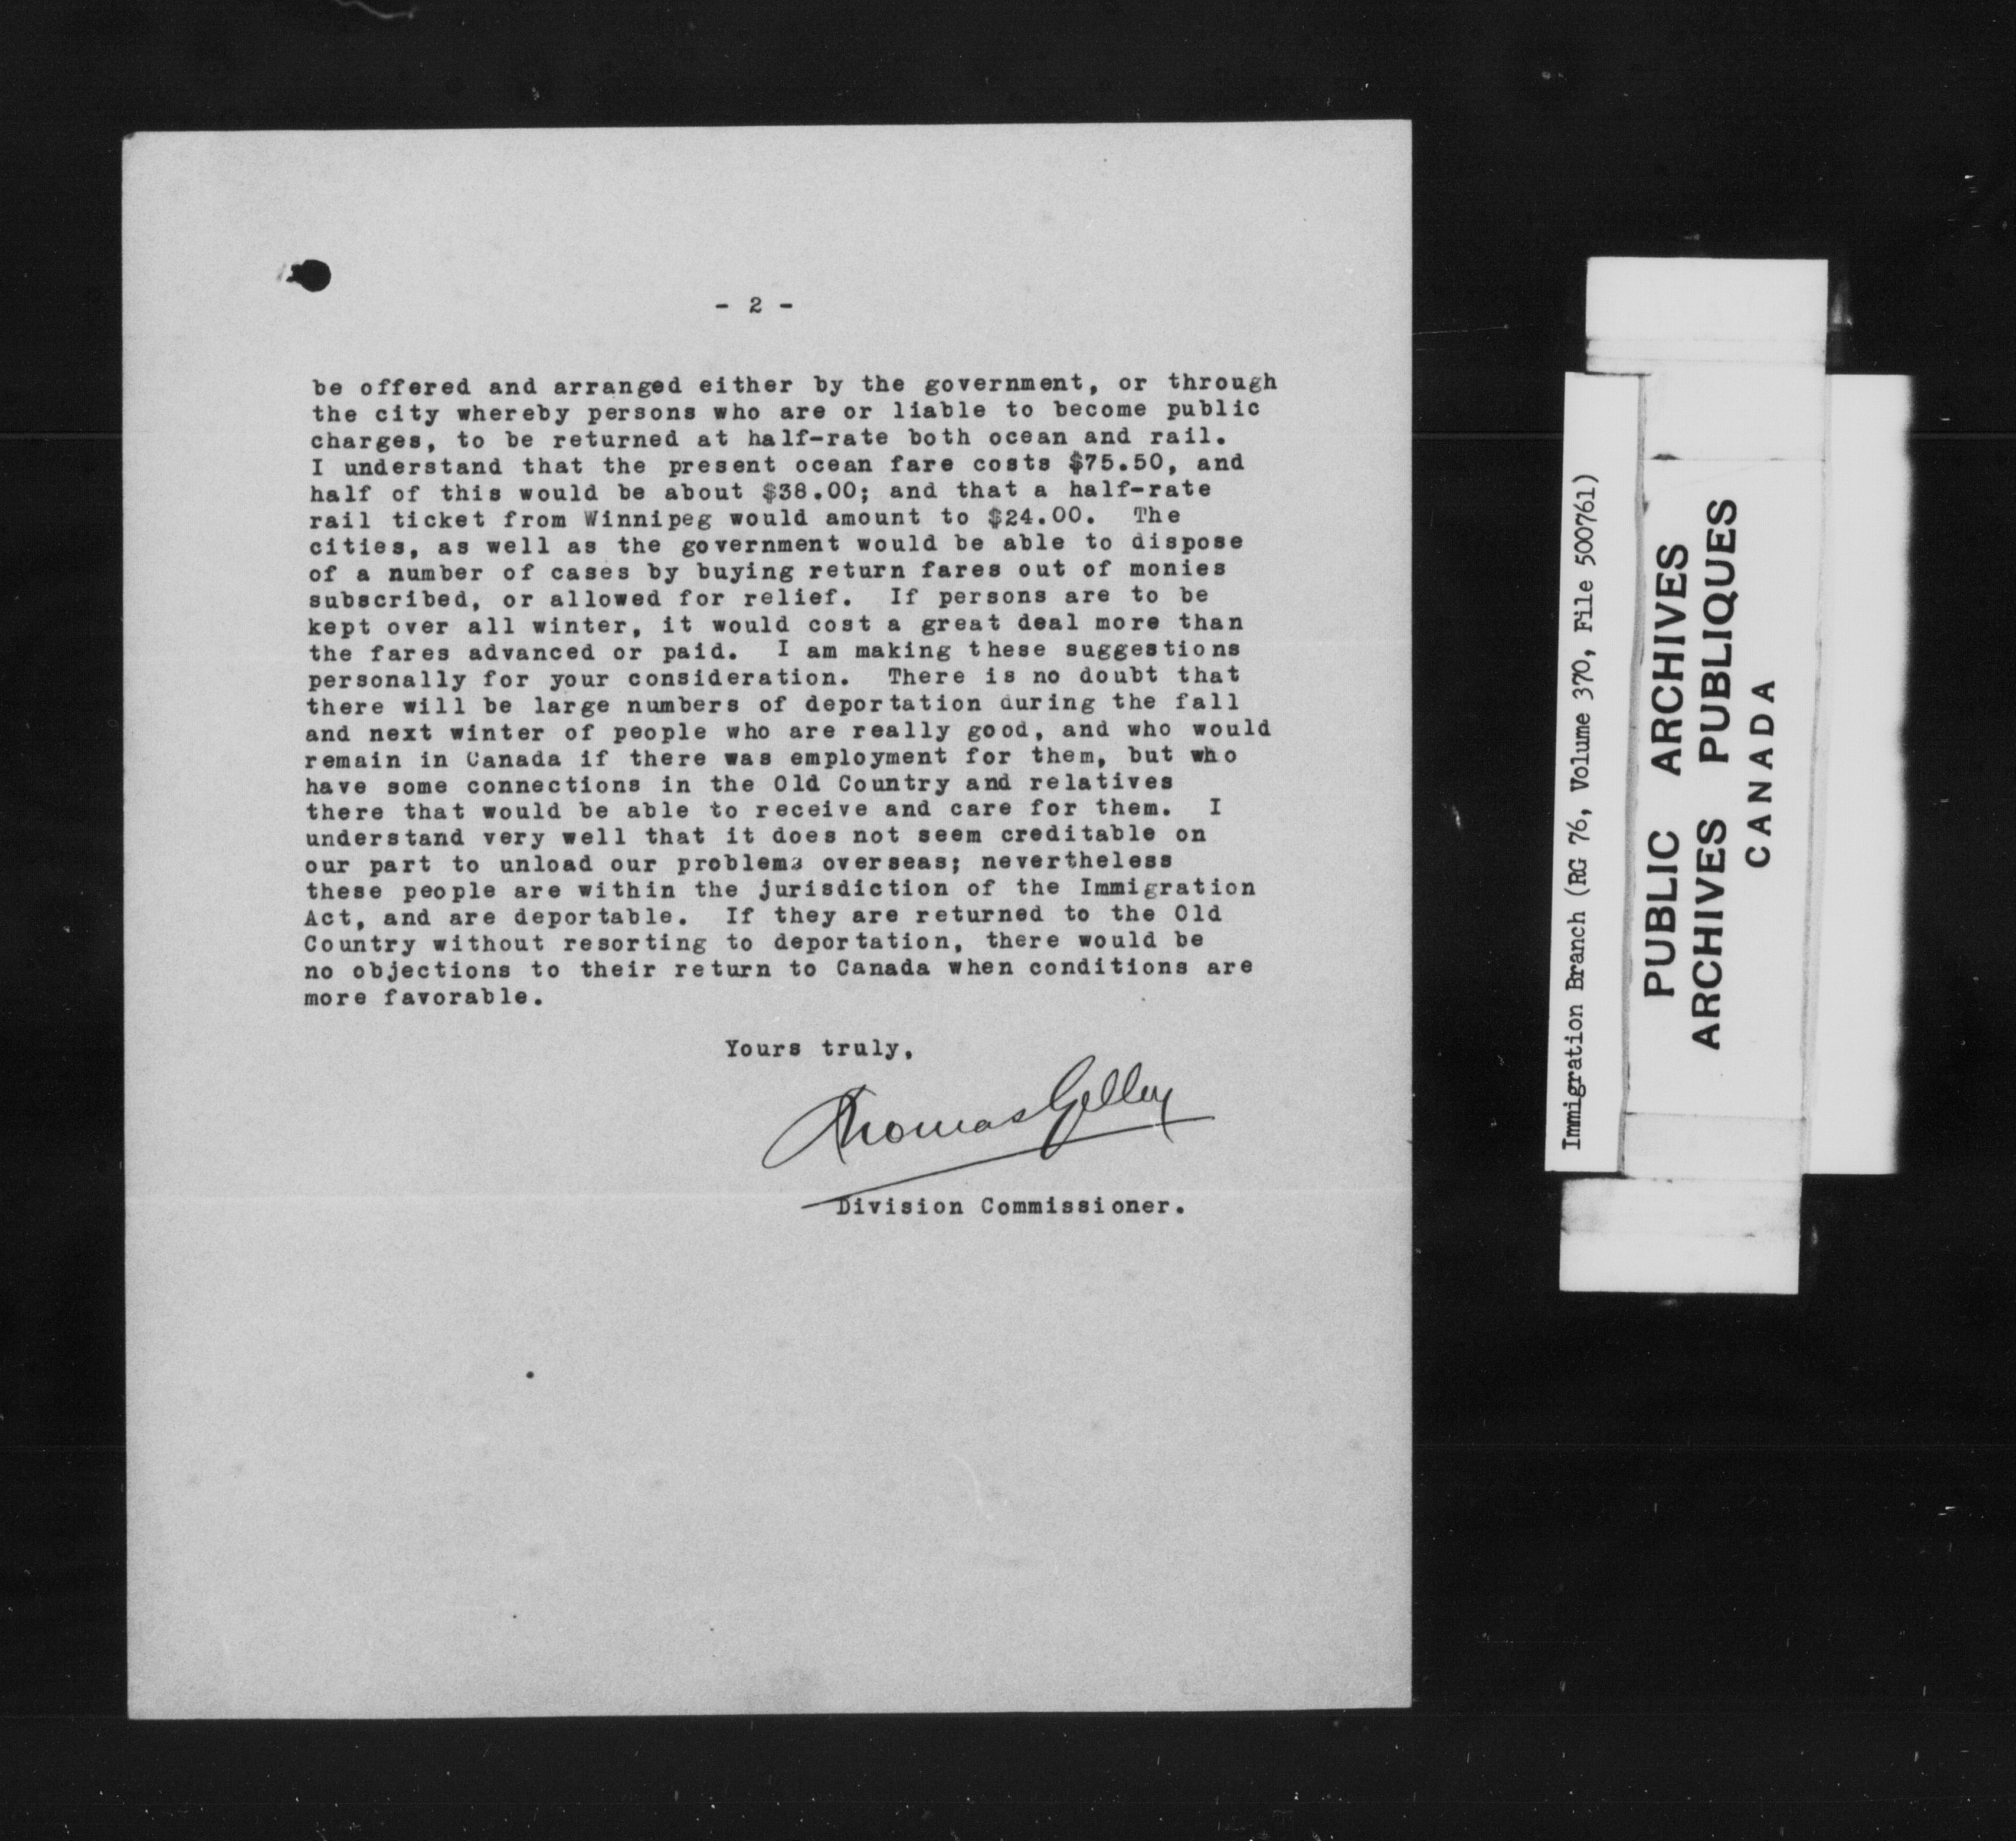 - 2 -
be offered and arranged either by the government, or through
the city whereby persons who are or liable to become public
charges, to be returned at half-rate both ocean and rail.
I understand that the present ocean fare costs $75.50, and
half of this would be about $38.00; and that a half-rate
rail ticket from Winnipeg would amount to $24.00. The
cities, as well as the government would be able to dispose
of a number of cases by buying return fares out of monies
subscribed, or allowed for relief. If persons are to be
kept over all winter, it would cost a great deal more than
the fares advanced or paid. I am making these suggestions
personally for your consideration. There is no doubt that
there will be large numbers of deportation during the fall
and next winter of people who are really good, and who would
remain in Canada if there was employment for them, but who
have some connections in the Old Country and relatives
there that would be able to receive and care for them. I
understand very well that it does not seem creditable on
our part to unload our problems overseas; nevertheless
these people are within the jurisdiction of the Immigration
Act, and are deportable. If they are returned to the Old
Country without resorting to deportation, there would be
no objections to their return to Canada when conditions are
more favorable.
Yours truly,
Thomas Gelley
Division Commissioner.
Immigration Branch (RG 76, Volume 370, File 500761)
PUBLIC ARCHIVES
ARCHIVES PUBLIQUES
CANADA